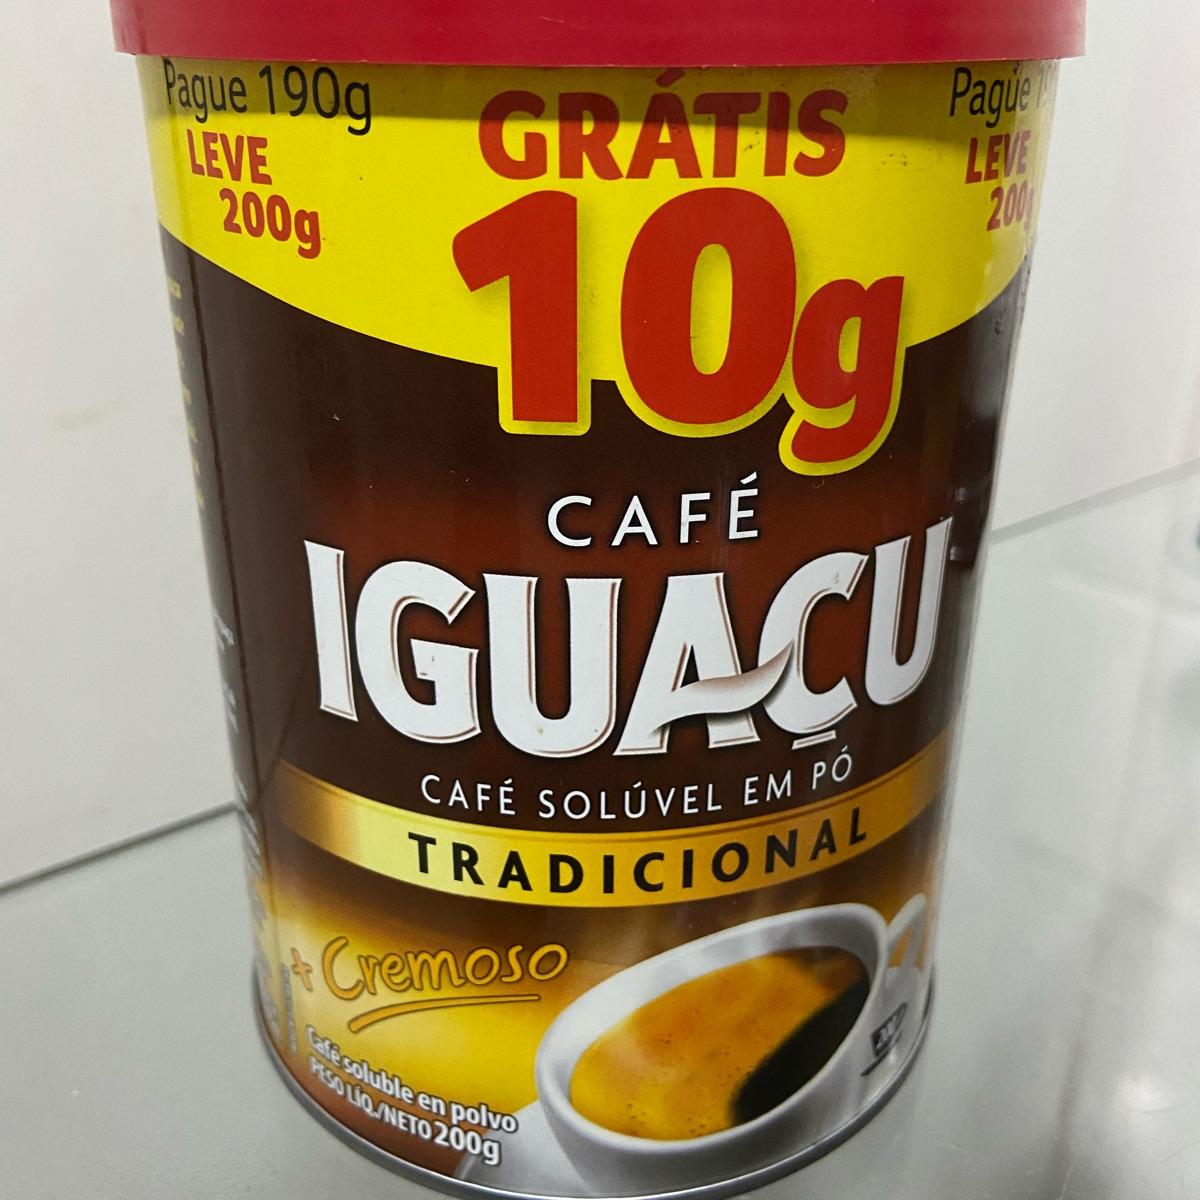 Pague 190g
LEVE
200g
GRÁTIS
10g
Pague
LEVE
200g
CAFÉ
IGUAÇU
CAFÉ SOLÚVEL EM PÓ
TRADICIONAL
+ Cremoso
Café soluble en polvo
PESO LÍQ./NETO 200g